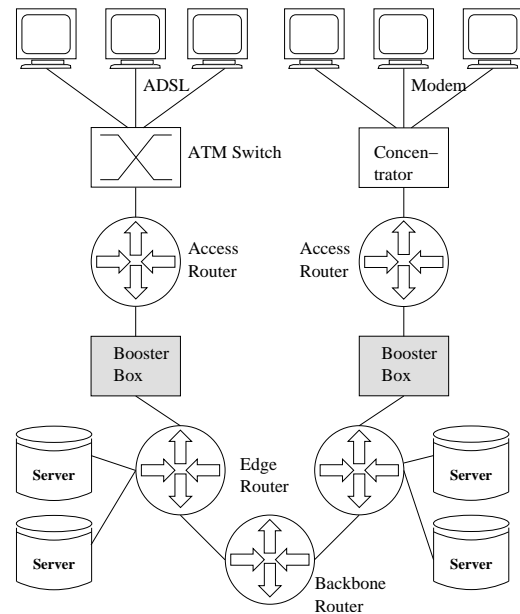 ADSL
Modem
ATM Switch
Concen−
trator
Access
Router
Access
Router
Booster
Box
Booster
Box
Server
Edge
Router
Server
Server
Server
Backbone
Router